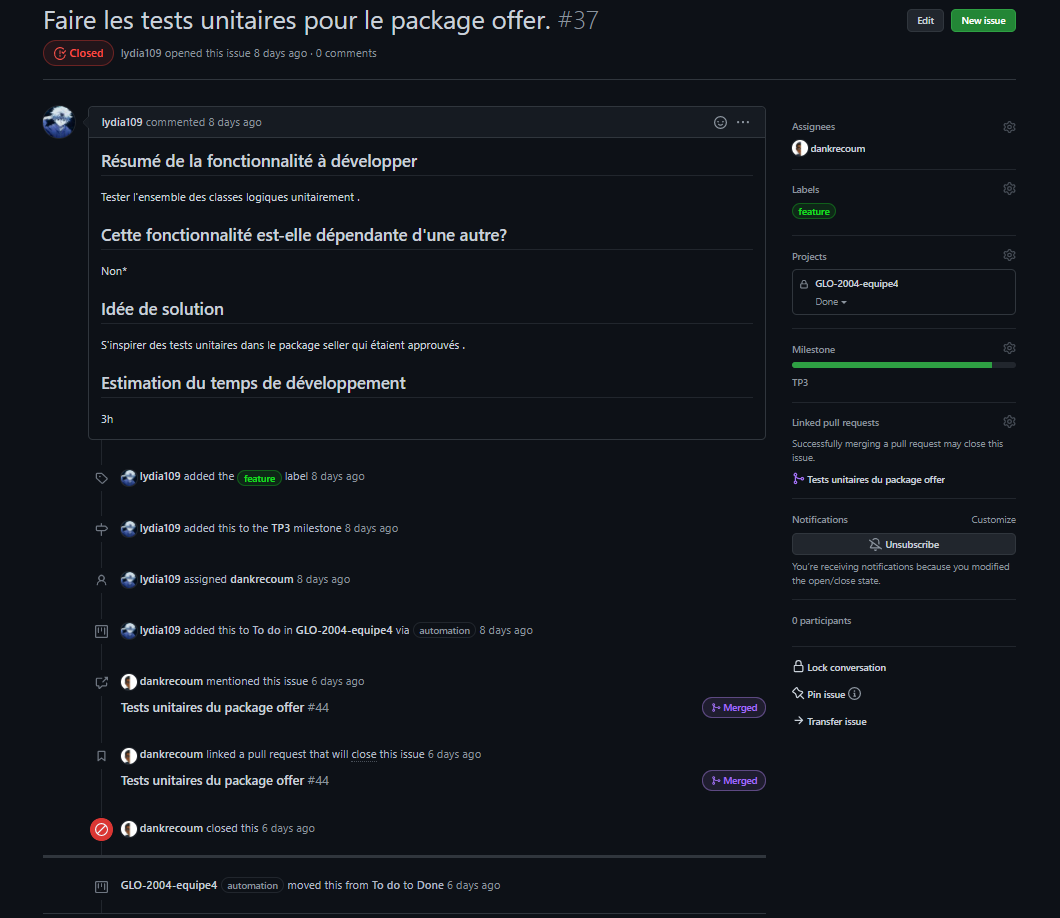 Faire les tests unitaires pour le package offer. #37
Edit
New issue
Closed
lydia109 opened this issue 8 days ago · 0 comments
lydia109 commented 8 days ago
Résumé de la fonctionnalité à développer
Tester l'ensemble des classes logiques unitairement .
Cette fonctionnalité est-elle dépendante d'une autre?
Non*
Idée de solution
S'inspirer des tests unitaires dans le package seller qui étaient approuvés .
Estimation du temps de développement
3h
lydia109 added the feature label 8 days ago
lydia109 added this to the TP3 milestone 8 days ago
lydia109 assigned dankrecoum 8 days ago
lydia109 added this to To do in GLO-2004-equipe4 via automation 8 days ago
dankrecoum mentioned this issue 6 days ago
Tests unitaires du package offer #44
Merged
dankrecoum linked a pull request that will close this issue 6 days ago
Tests unitaires du package offer #44
Merged
dankrecoum closed this 6 days ago
GLO-2004-equipe4 automation moved this from To do to Done 6 days ago
Assignees
dankrecoum
Labels
feature
Projects
GLO-2004-equipe4
Done
Milestone
TP3
Linked pull requests
Successfully merging a pull request may close this
issue.
Tests unitaires du package offer
Notifications
Customize
Unsubscribe
You're receiving notifications because you modified
the open/close state.
0 participants
Lock conversation
Pin issue
Transfer issue